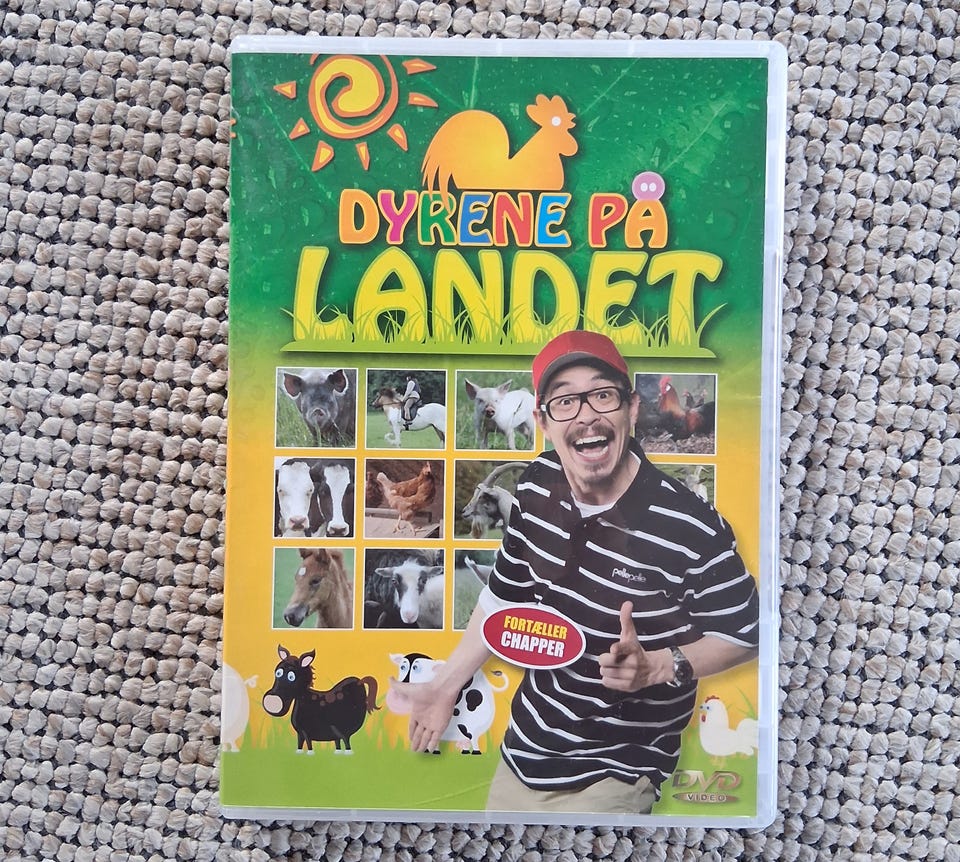 DYRENE PÅ
LANDET
pellepelle
FORTÆLLER
CHAPPER
DVD
VIDEO